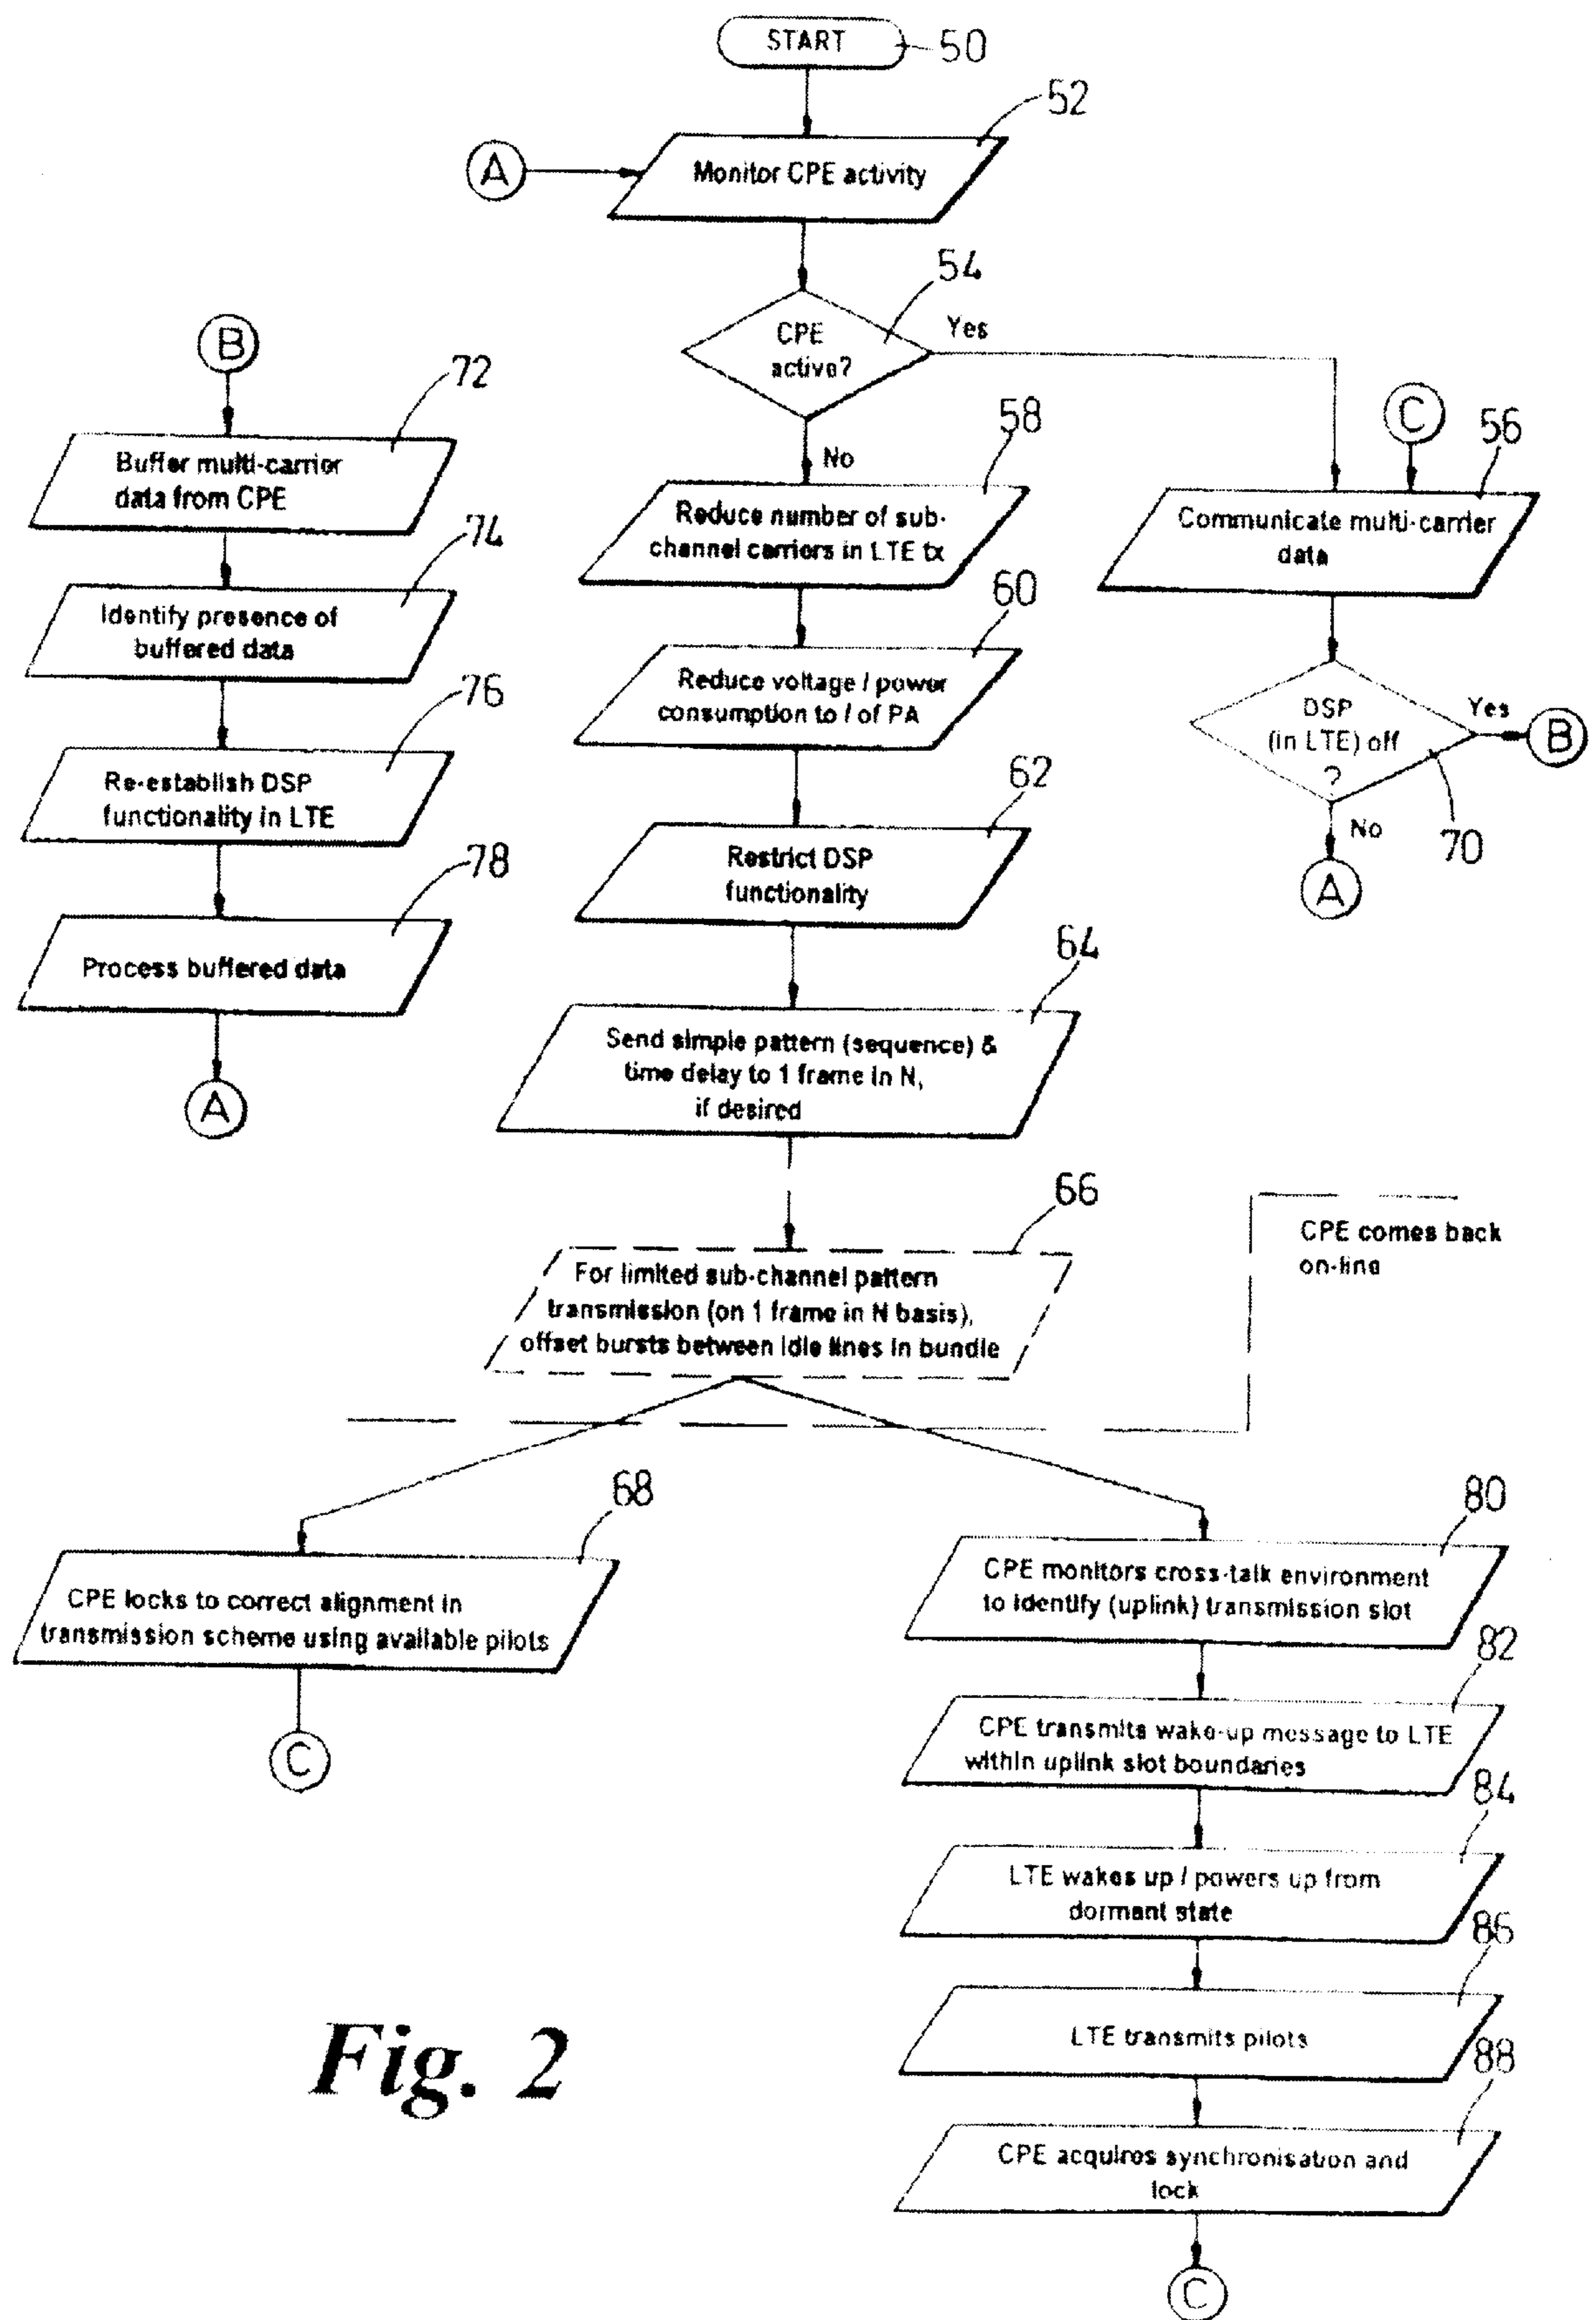 START
50
52
A
Monitor CPE activity
54
CPE
active?
Yes
No
B
72
Buffer multi-carrier
data from CPE
74
Identify presence of
buffered data
76
Re-establish DSP
functionality in LTE
78
Process buffered data
A
58
Reduce number of sub-
channel carriers in LTE tx
60
Reduce voltage / power
consumption to / of PA
62
Restrict DSP
functionality
64
Send simple pattern (sequence) &
time delay to 1 frame in N,
if desired
66
For limited sub-channel pattern
transmission (on 1 frame in N basis),
offset bursts between idle lines in bundle
C
56
Communicate multi-carrier
data
DSP
(in LTE) off
?
Yes
B
70
No
A
CPE comes back
on-line
68
CPE locks to correct alignment in
transmission scheme using available pilots
C
80
CPE monitors cross-talk environment
to identify (uplink) transmission slot
82
CPE transmits wake-up message to LTE
within uplink slot boundaries
84
LTE wakes up / powers up from
dormant state
86
LTE transmits pilots
88
CPE acquires synchronisation and
lock
C
Fig. 2